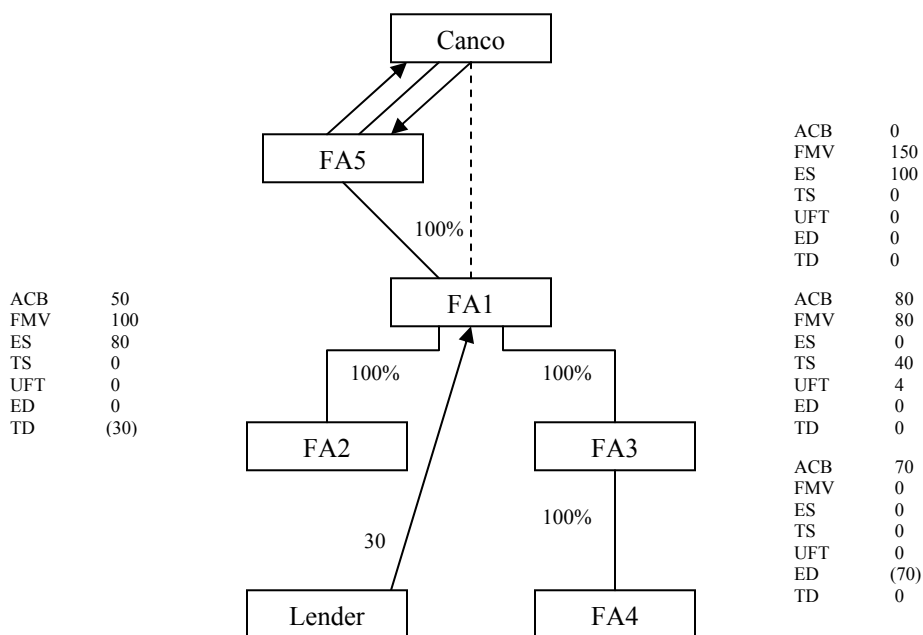 Canco
FA5
100%
ACB 0
FMV 150
ES 100
TS 0
UFT 0
ED 0
TD 0
FA1
ACB 50
FMV 100
ES 80
TS 0
UFT 0
ED 0
TD (30)
ACB 80
FMV 80
ES 0
TS 40
UFT 4
ED 0
TD 0
100%
100%
FA2
FA3
ACB 70
FMV 0
ES 0
TS 0
UFT 0
ED (70)
TD 0
30
100%
Lender
FA4